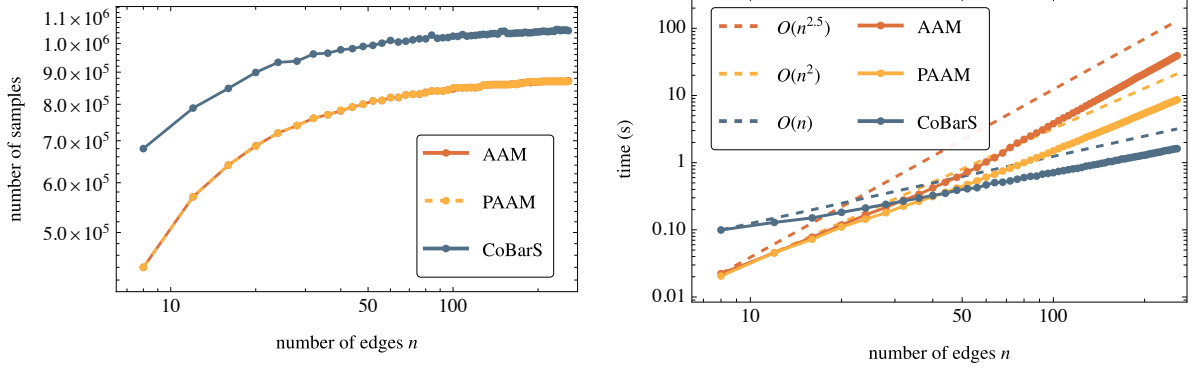 1.1×10⁶
1.0×10⁶
9.0×10⁵
8.0×10⁵
7.0×10⁵
6.0×10⁵
5.0×10⁵
number of samples
AAM
PAAM
CoBarS
10
50
100
number of edges n
100
10
1
0.10
0.01
time (s)
O(n^2.5)
AAM
O(n²)
PAAM
O(n)
CoBarS
10
50
100
number of edges n